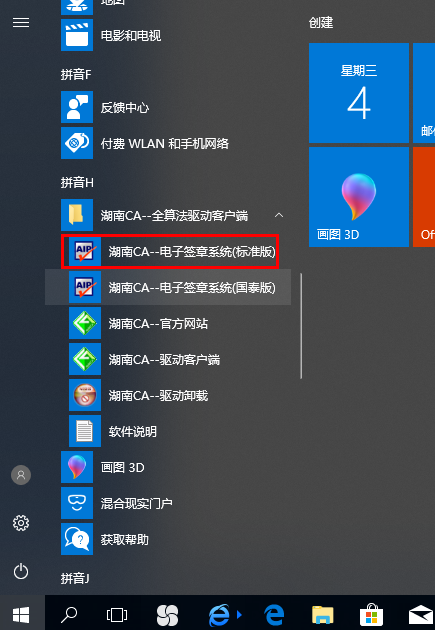 地图
电影和电视
拼音F
反馈中心
付费 WLAN 和手机网络
拼音H
湖南CA--全算法驱动客户端
AIP 湖南CA--电子签章系统(标准版)
AIP 湖南CA--电子签章系统(国泰版)
湖南CA--官方网站
湖南CA--驱动客户端
湖南CA--驱动卸载
软件说明
画图 3D
混合现实门户
获取帮助
拼音J
创建
星期三
4
邮
画图 3D
Of